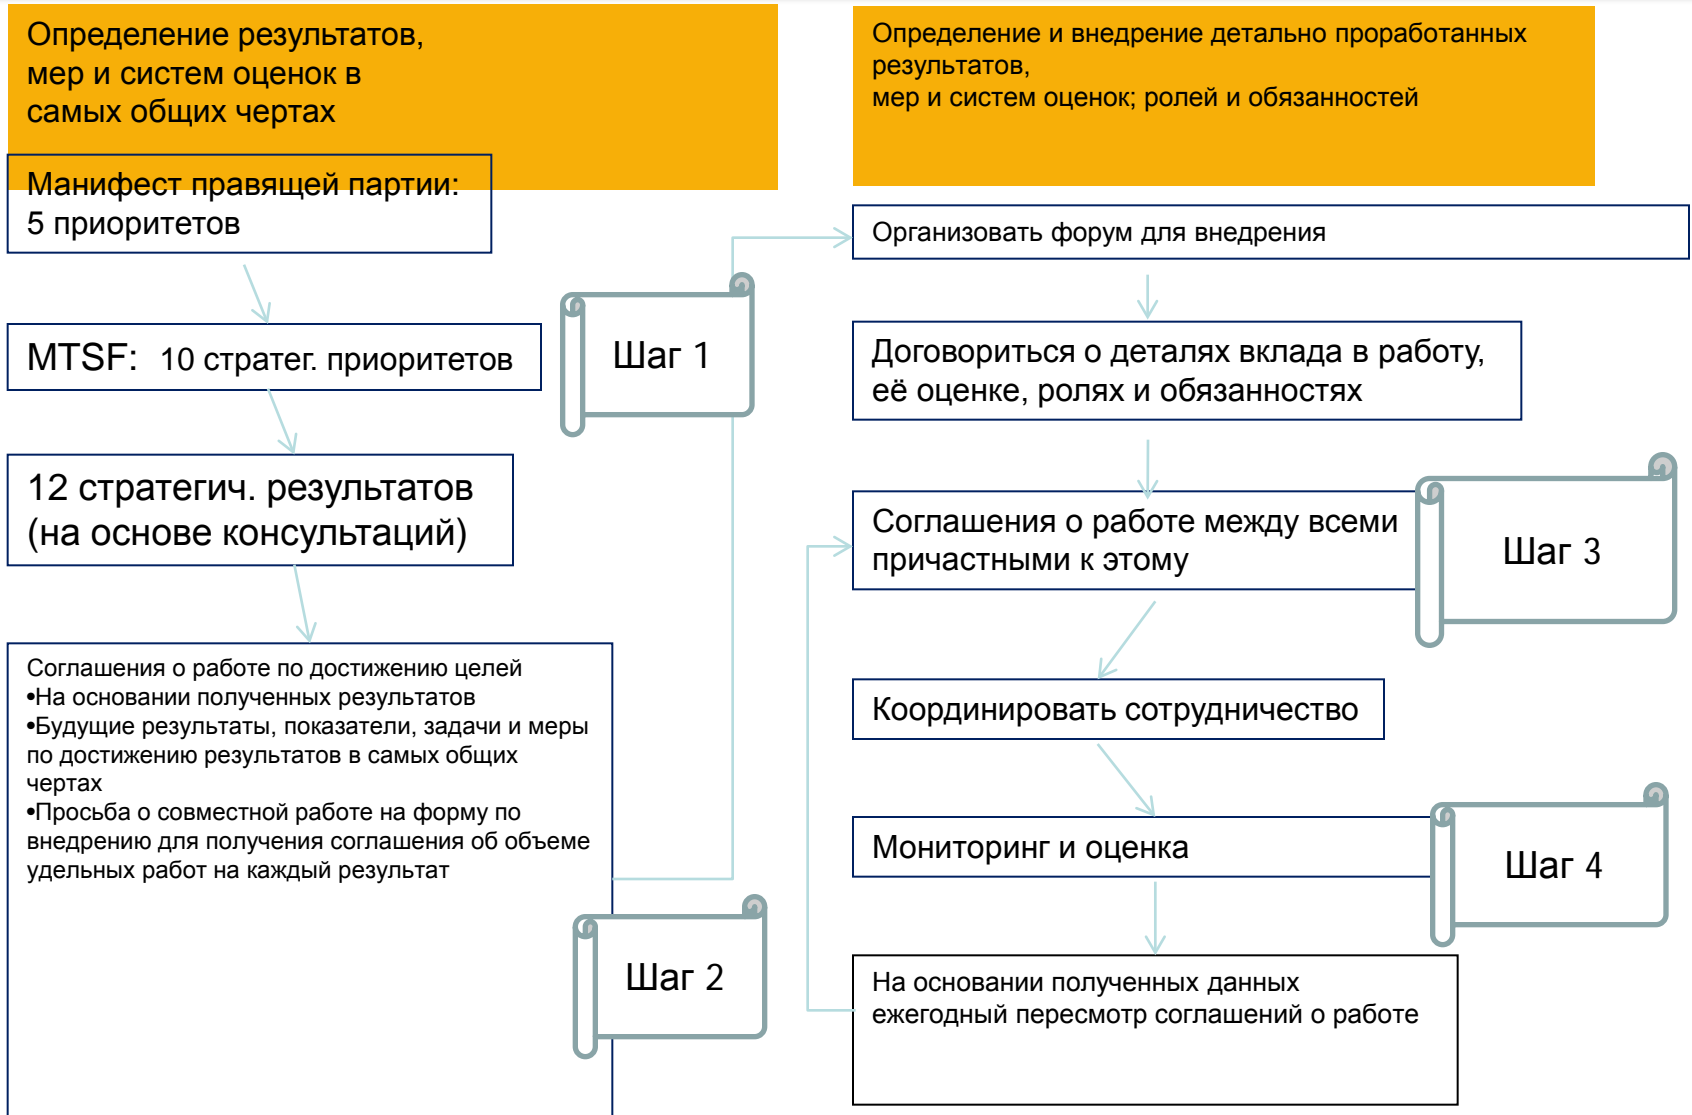 Определение результатов,
мер и систем оценок в
самых общих чертах
Манифест правящей партии:
5 приоритетов
MTSF: 10 стратег. приоритетов
Шаг 1
12 стратегич. результатов
(на основе консультаций)
Соглашения о работе по достижению целей
•На основании полученных результатов
•Будущие результаты, показатели, задачи и меры
по достижению результатов в самых общих
чертах
•Просьба о совместной работе на форму по
внедрению для получения соглашения об объеме
удельных работ на каждый результат
Шаг 2
Определение и внедрение детально проработанных
результатов,
мер и систем оценок; ролей и обязанностей
Организовать форум для внедрения
Договориться о деталях вклада в работу,
её оценке, ролях и обязанностях
Соглашения о работе между всеми
причастными к этому
Шаг 3
Координировать сотрудничество
Мониторинг и оценка
Шаг 4
На основании полученных данных
ежегодный пересмотр соглашений о работе